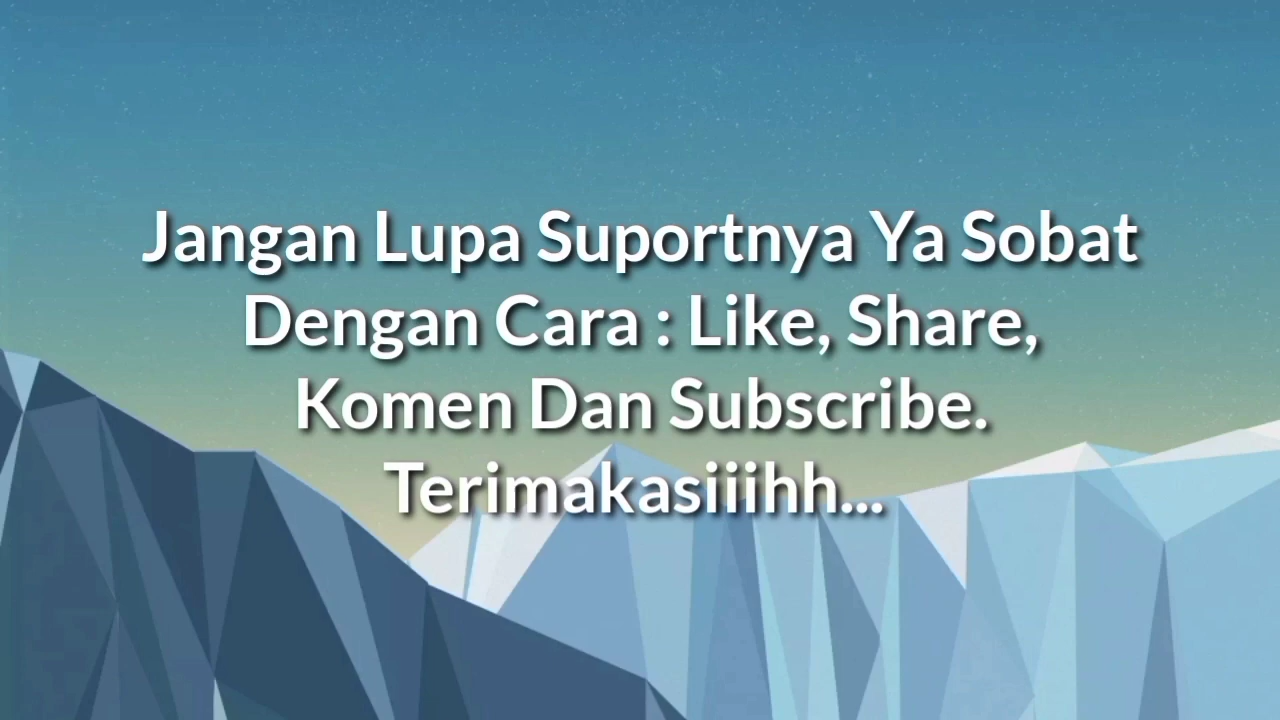 Jangan Lupa Suportnya Ya Sobat
Dengan Cara : Like, Share,
Komen Dan Subscribe.
Terimakasiiihh...